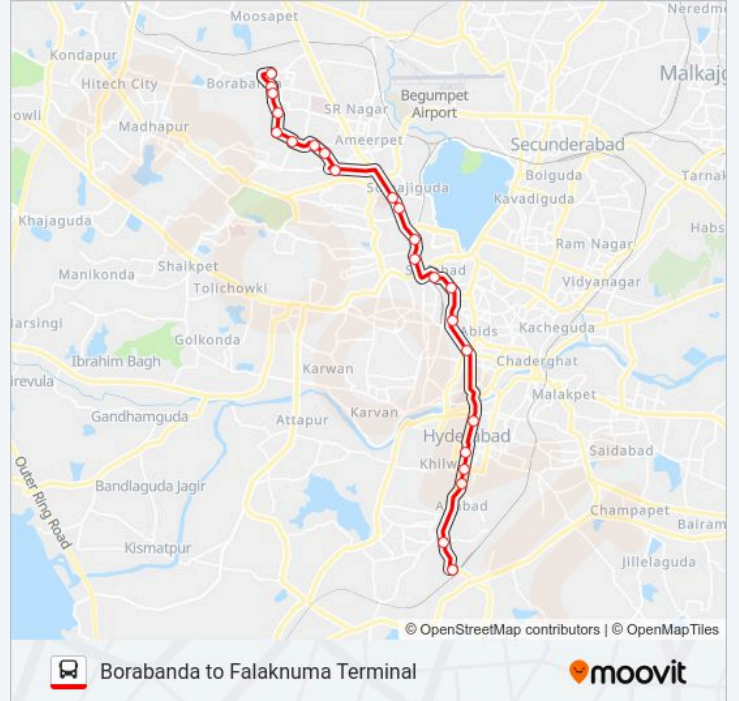 Moosapet
Neredm
Kondapur
Hitech City
Borabanda
Malkajg
Begumpet
Airport
SR Nagar
owli
Madhapur
Ameerpet
Secunderabad
Boiguda
Tarnak
Somajiguda
Kavadiguda
Khajaguda
Habs
Ram Nagar
Shaikpet
Manikonda
Tolichowki
Vidyanagar
larsingi
Golkonda
Abids
Kacheguda
Ibrahim Bagh
Karwan
Chaderghat
irevula
Malakpet
Gandhamguda
Attapur
Karvan
Hyderabad
Saidabad
Khilw
Outer Ring Road
Bandlaguda Jagir
Champapet
Bairam
Kismatpur
Jillelaguda
© OpenStreetMap contributors | © OpenMapTiles
Borabanda to Falaknuma Terminal
moovit